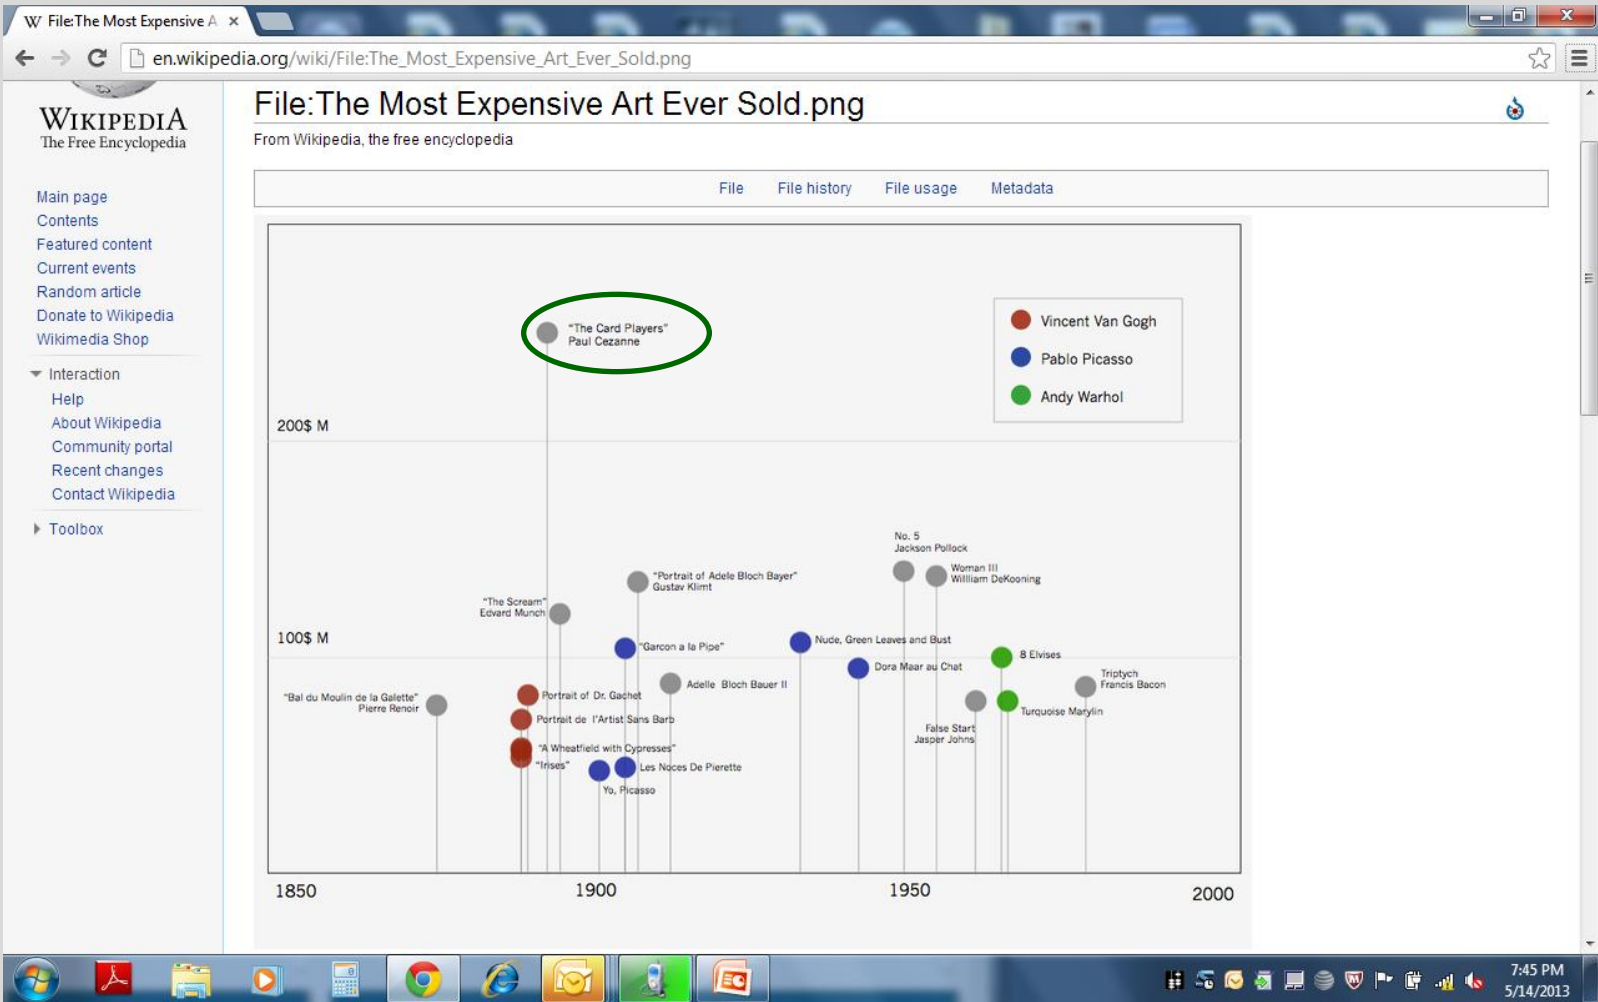 W File:The Most Expensive A ×
en.wikipedia.org/wiki/File:The_Most_Expensive_Art_Ever_Sold.png
WIKIPEDIA
The Free Encyclopedia
Main page
Contents
Featured content
Current events
Random article
Donate to Wikipedia
Wikimedia Shop
Interaction
Help
About Wikipedia
Community portal
Recent changes
Contact Wikipedia
Toolbox
File:The Most Expensive Art Ever Sold.png
From Wikipedia, the free encyclopedia
File File history File usage Metadata
"The Card Players"
Paul Cezanne
Vincent Van Gogh
Pablo Picasso
Andy Warhol
200$ M
No. 5
Jackson Pollock
Woman III
Willliam DeKooning
"Portrait of Adele Bloch Bayer"
Gustav Klimt
"The Scream"
Edvard Munch
100$ M
"Garcon a la Pipe"
Nude, Green Leaves and Bust
8 Elvises
Dora Maar au Chat
Triptych
Francis Bacon
Adelle Bloch Bauer II
"Bal du Moulin de la Galette"
Pierre Renoir
Portrait of Dr. Gachet
Turquoise Marylin
Portrait de l'Artist Sans Barb
False Start
Jasper Johns
"A Wheatfield with Cypresses"
"Irises"
Les Noces De Pierette
Yo, Picasso
1850 1900 1950 2000
7:45 PM
5/14/2013